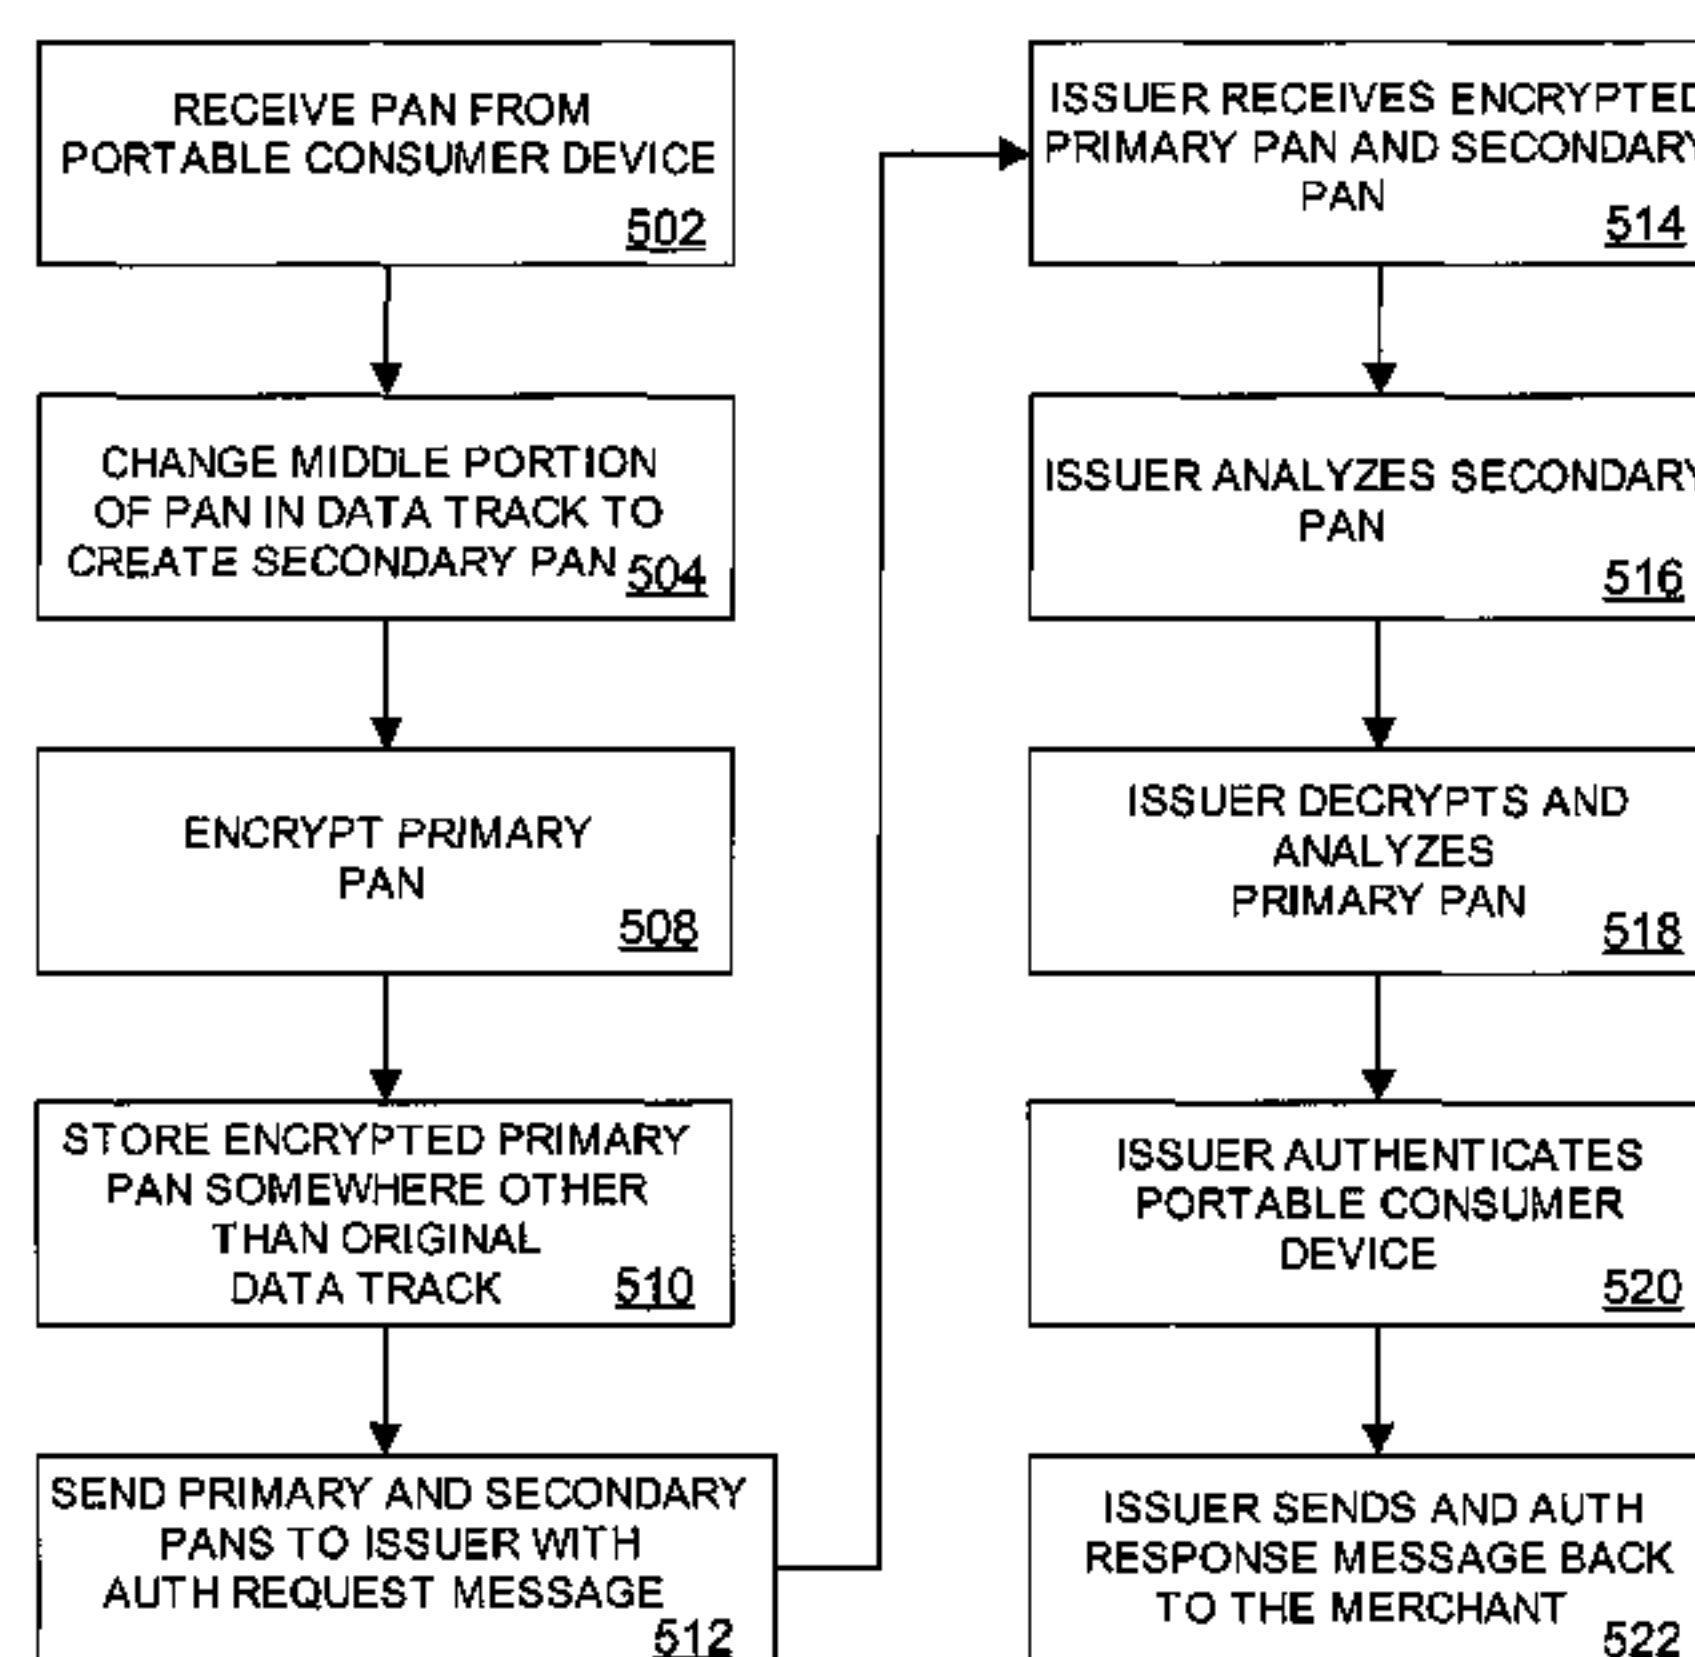 RECEIVE PAN FROM
PORTABLE CONSUMER DEVICE
502
CHANGE MIDDLE PORTION
OF PAN IN DATA TRACK TO
CREATE SECONDARY PAN
504
ENCRYPT PRIMARY
PAN
508
STORE ENCRYPTED PRIMARY
PAN SOMEWHERE OTHER
THAN ORIGINAL
DATA TRACK
510
SEND PRIMARY AND SECONDARY
PANS TO ISSUER WITH
AUTH REQUEST MESSAGE
512
ISSUER RECEIVES ENCRYPTED
PRIMARY PAN AND SECONDARY
PAN
514
ISSUER ANALYZES SECONDARY
PAN
516
ISSUER DECRYPTS AND
ANALYZES
PRIMARY PAN
518
ISSUER AUTHENTICATES
PORTABLE CONSUMER
DEVICE
520
ISSUER SENDS AND AUTH
RESPONSE MESSAGE BACK
TO THE MERCHANT
522